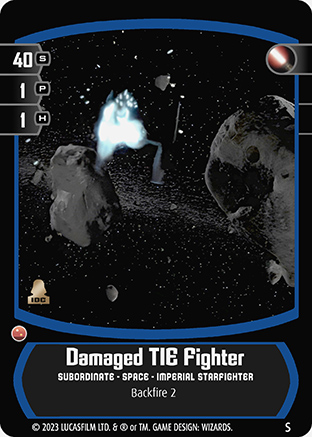 40 S
1 P
1 H
IDC
Damaged TIE Fighter
SUBORDINATE - SPACE - IMPERIAL STARFIGHTER
Backfire 2
© 2023 LUCASFILM LTD. & ® or TM. GAME DESIGN: WIZARDS. S